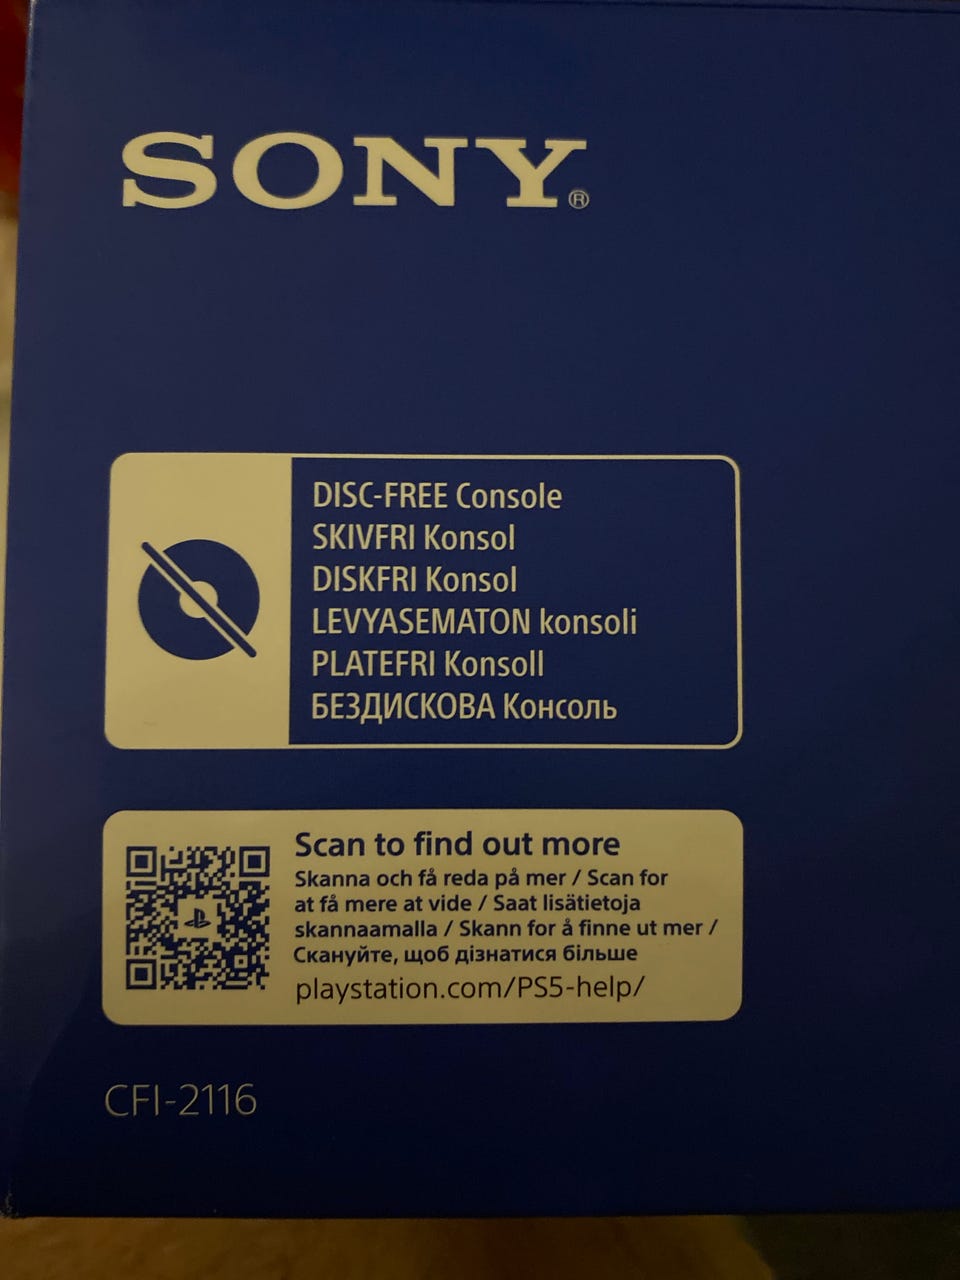 SONY®
DISC-FREE Console
SKIVFRI Konsol
DISKFRI Konsol
LEVYASEMATON konsoli
PLATEFRI Konsoll
БЕЗДИСКОВА Консоль
Scan to find out more
Skanna och få reda på mer / Scan for
at få mere at vide / Saat lisätietoja
skannaamalla / Skann for å finne ut mer /
Скануйте, щоб дізнатися більше
playstation.com/PS5-help/
CFI-2116